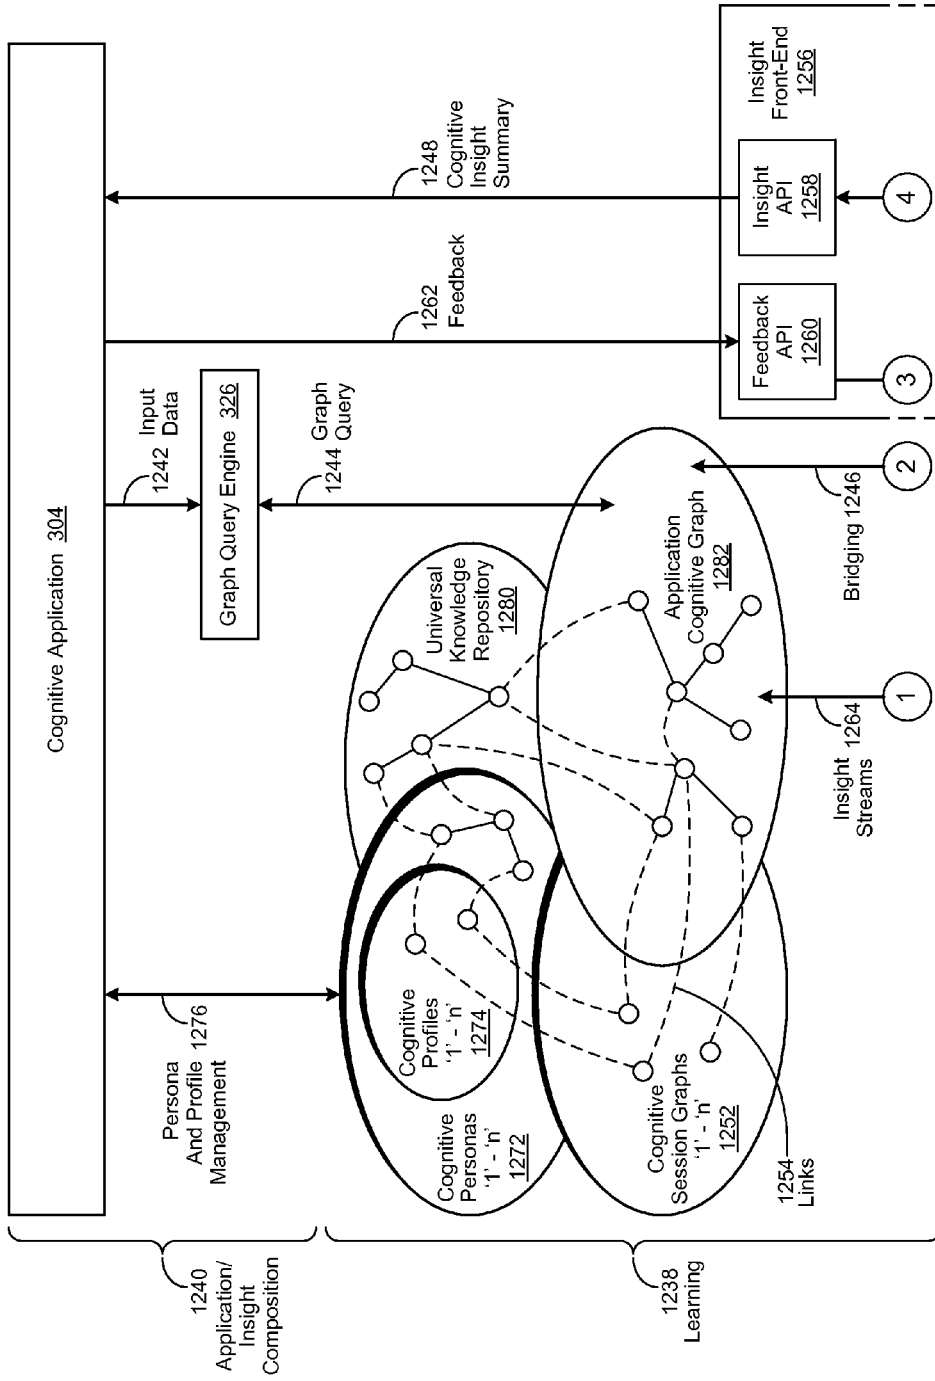 Cognitive Application 304
1276
Persona
And Profile
Management
1242 Input
Data
Graph Query Engine 326
1244 Graph
Query
1262
Feedback
1248
Cognitive
Insight
Summary
1240
Application/
Insight
Composition
Cognitive
Profiles
'1' - 'n'
1274
Cognitive
Personas
'1' - 'n'
1272
Universal
Knowledge
Repository
1280
Application
Cognitive Graph
1282
Cognitive
Session Graphs
'1' - 'n'
1252
1254
Links
1238
Learning
Insight 1264
Streams
Bridging 1246
Feedback
API
1260
Insight
API
1258
Insight
Front-End
1256
1
2
3
4